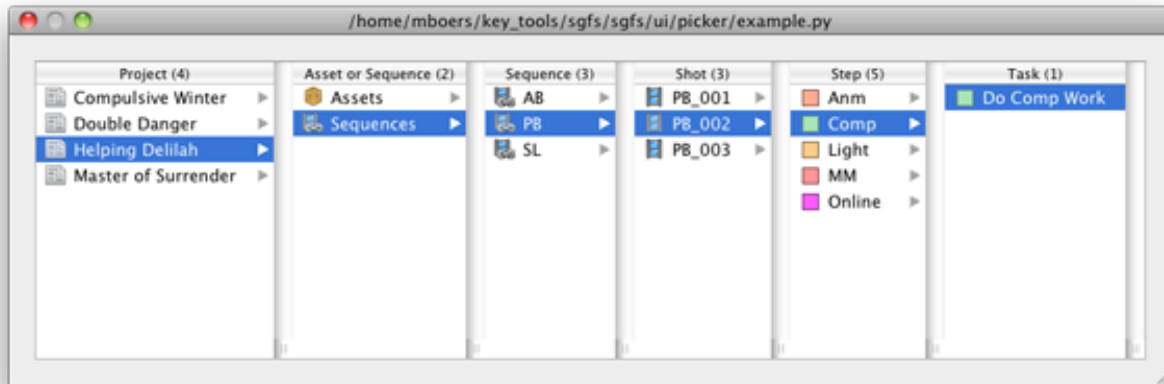 /home/mboers/key_tools/sgfs/sgfs/ui/picker/example.py
Project (4)
Compulsive Winter
Double Danger
Helping Delilah
Master of Surrender
Asset or Sequence (2)
Assets
Sequences
Sequence (3)
AB
PB
SL
Shot (3)
PB_001
PB_002
PB_003
Step (5)
Anm
Comp
Light
MM
Online
Task (1)
Do Comp Work